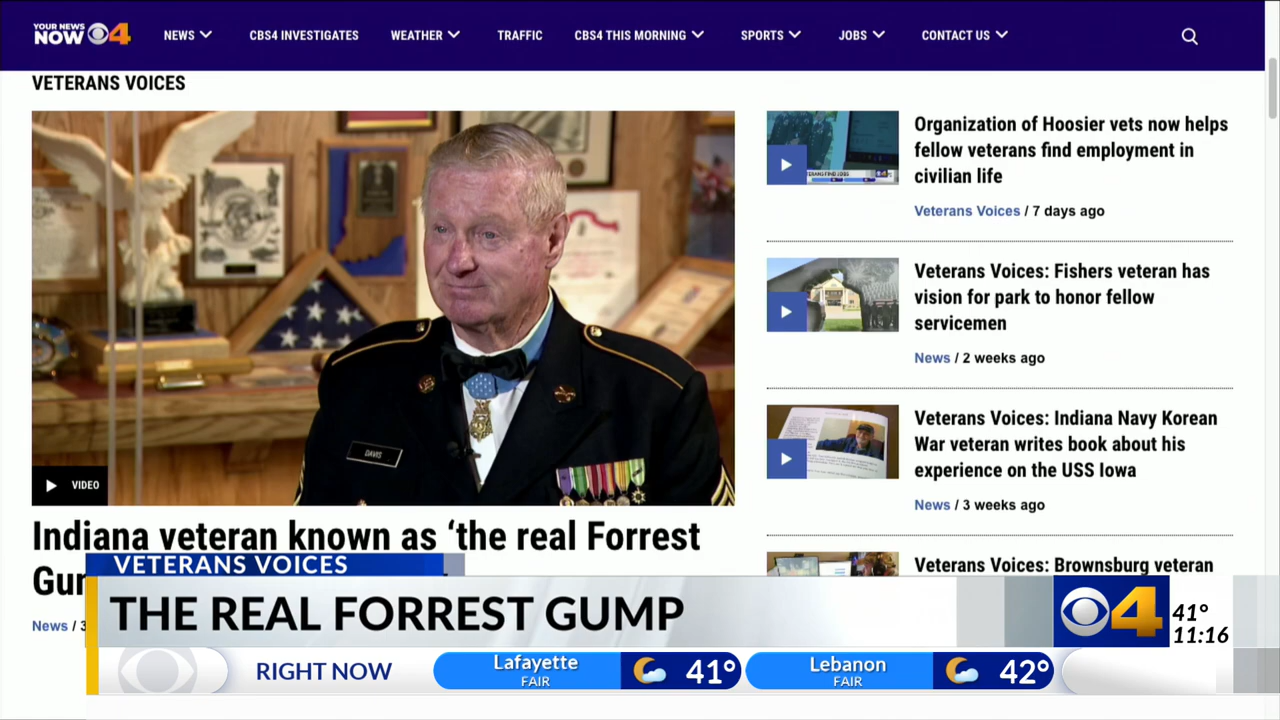 YOUR NEWS
NOW 4
NEWS
CBS4 INVESTIGATES
WEATHER
TRAFFIC
CBS4 THIS MORNING
SPORTS
JOBS
CONTACT US
VETERANS VOICES
DAVIS
VIDEO
Indiana veteran known as ‘the real Forrest
Gu
News / 3
Organization of Hoosier vets now helps
fellow veterans find employment in
civilian life
Veterans Voices / 7 days ago
Veterans Voices: Fishers veteran has
vision for park to honor fellow
servicemen
News / 2 weeks ago
Veterans Voices: Indiana Navy Korean
War veteran writes book about his
experience on the USS Iowa
News / 3 weeks ago
Veterans Voices: Brownsburg veteran
VETERANS VOICES
THE REAL FORREST GUMP
4
41°
11:16
RIGHT NOW
Lafayette
FAIR
41°
Lebanon
FAIR
42°